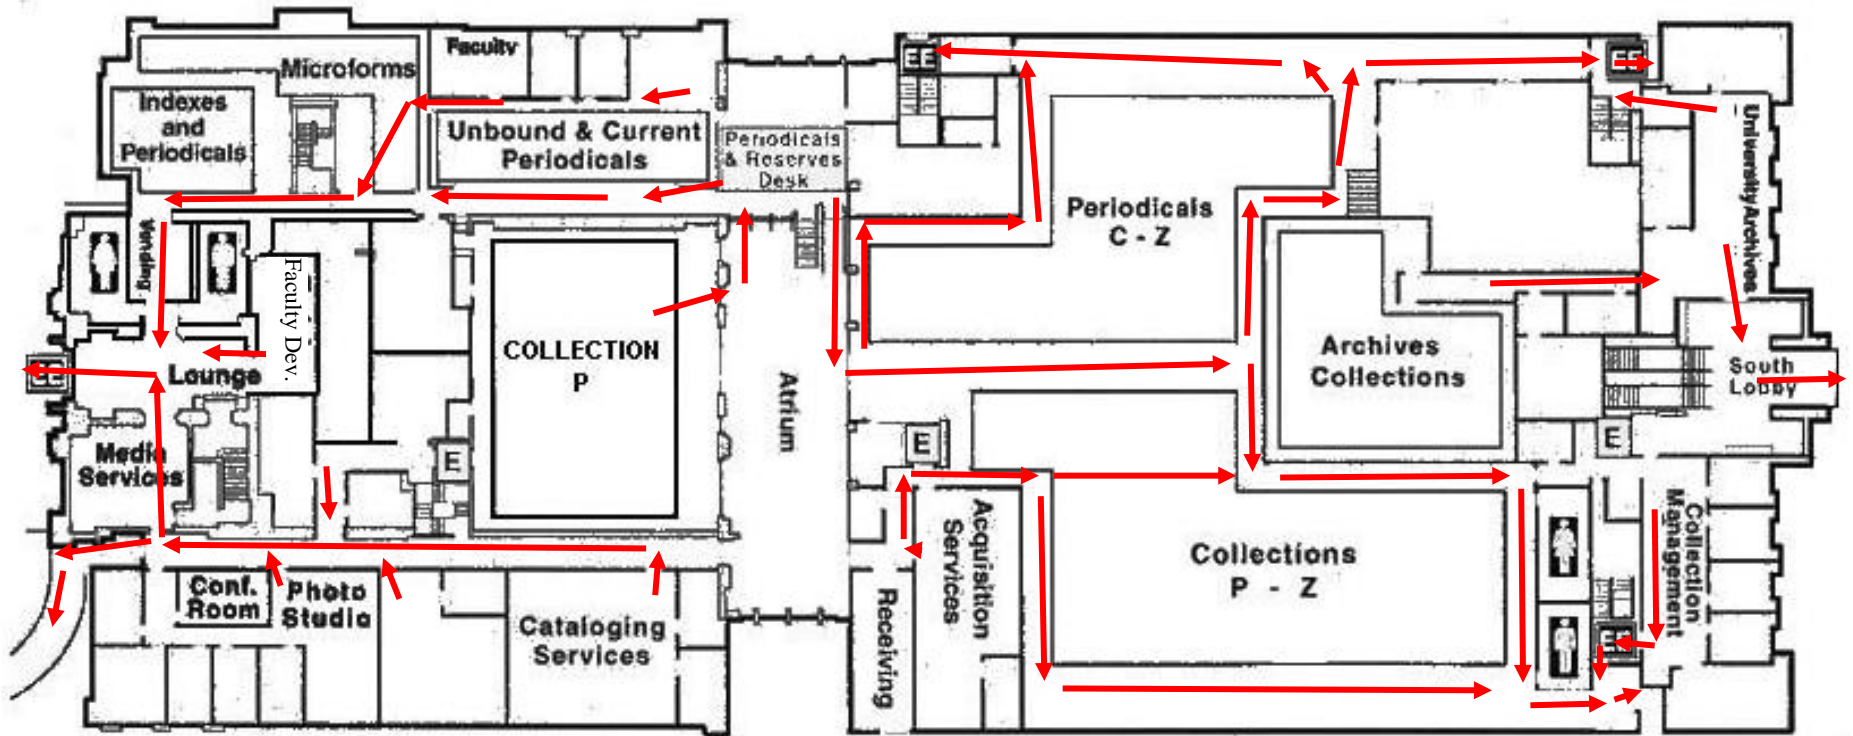 Faculty
Microforms
Indexes
and
Periodicals
Unbound & Current
Periodicals
Periodicals
& Reserves
Desk
Vending
Faculty Dev.
Lounge
Media
Services
E
COLLECTION
P
Atrium
Conf.
Room
Photo
Studio
Cataloging
Services
Periodicals
C - Z
Archives
Collections
University Archives
South
Lobby
E
E
Acquisition
Services
Receiving
Collections
P - Z
Collection
Management